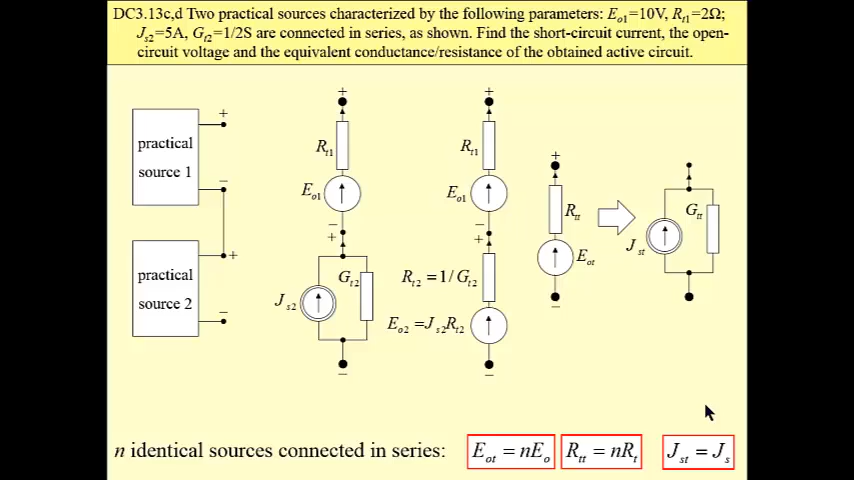 DC3.13c,d Two practical sources characterized by the following parameters: Eo1=10V, Rt1=2Ω;
Js2=5A, Gt2=1/2S are connected in series, as shown. Find the short-circuit current, the open-
circuit voltage and the equivalent conductance/resistance of the obtained active circuit.
practical
source 1
+
−
practical
source 2
+
−
+
Rt1
Eo1
−
+
Js2
Gt2
−
+
Rt1
Eo1
−
+
Rt2 =1/Gt2
Eo2 =Js2Rt2
−
+
Rtt
Eot
−
Jst
Gtt
n identical sources connected in series:
Eot = nEo
Rtt = nRt
Jst = Js